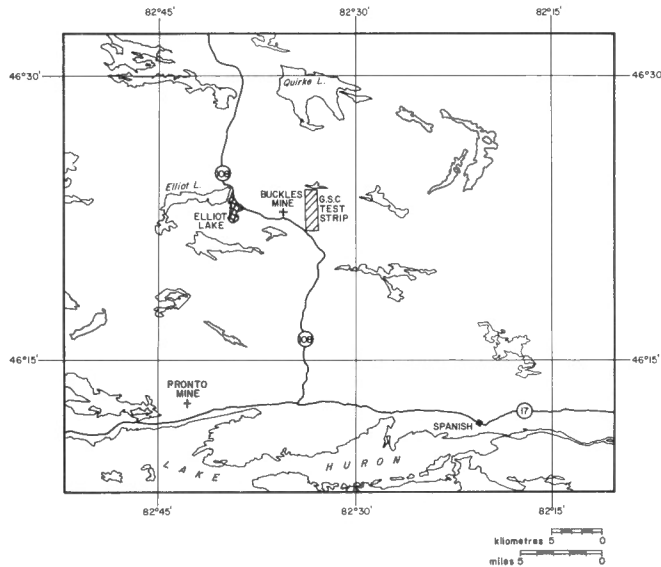 82°45' 82°30' 82°15'
46°30' 46°30'
Quirke L.
108
Elliot L.
BUCKLES
MINE
G.S.C
TEST
STRIP
ELLIOT
LAKE
108
46°15' 46°15'
PRONTO
MINE
17
SPANISH
LAKE HURON
82°45' 82°30' 82°15'
kilometres 5 0
miles 5 0